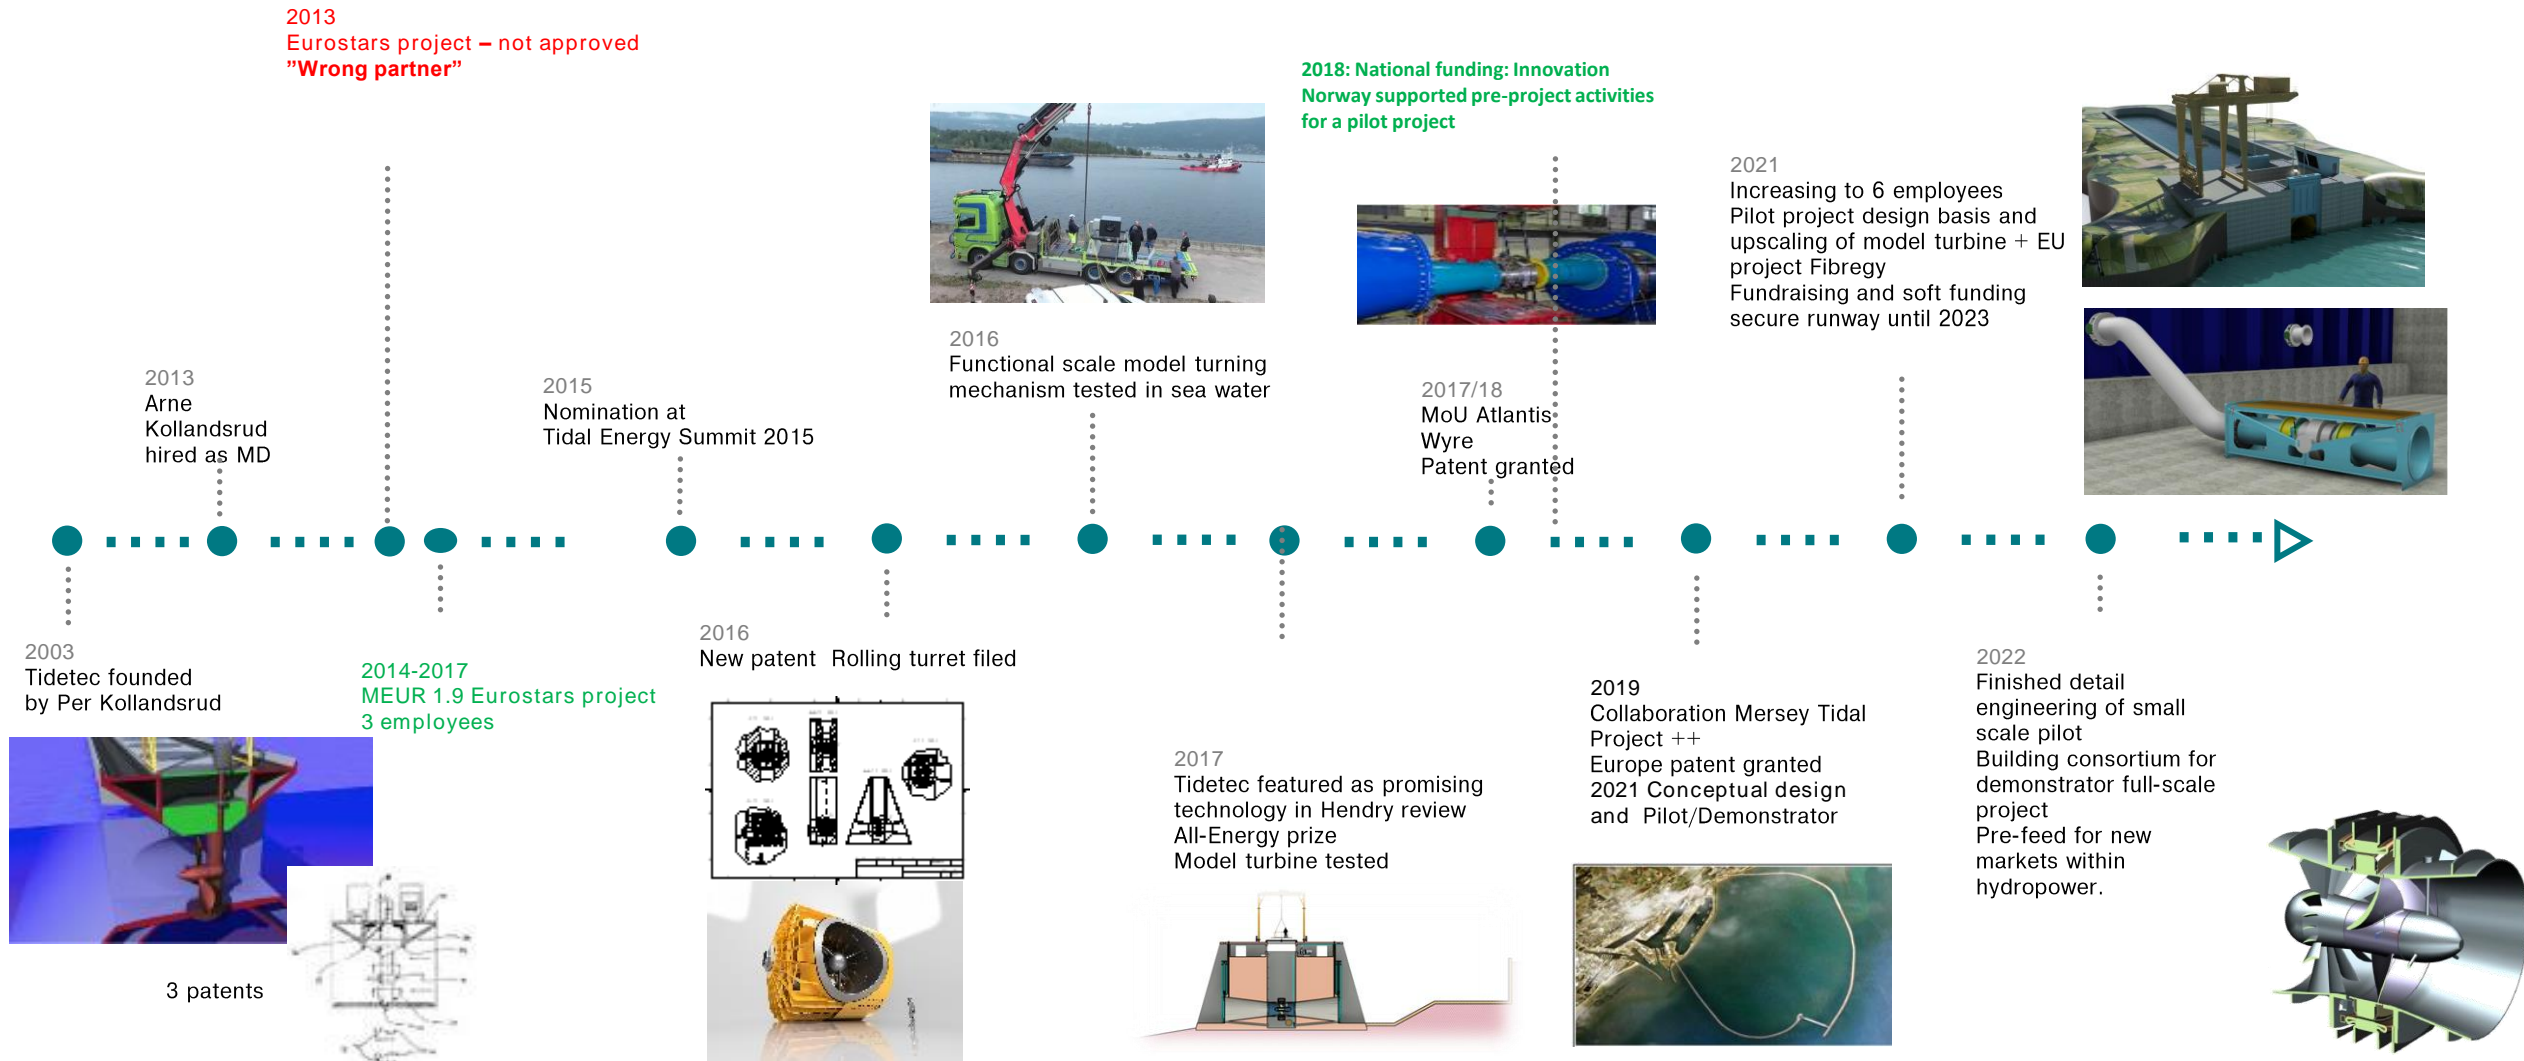 2013
Eurostars project – not approved
”Wrong partner”
2018: National funding: Innovation
Norway supported pre-project activities
for a pilot project
2021
Increasing to 6 employees
Pilot project design basis and
upscaling of model turbine + EU
project Fibregy
Fundraising and soft funding
secure runway until 2023
2013
Arne
Kollandsrud
hired as MD
2015
Nomination at
Tidal Energy Summit 2015
2016
Functional scale model turning
mechanism tested in sea water
2017/18
MoU Atlantis
Wyre
Patent granted
2003
Tidetec founded
by Per Kollandsrud
2014-2017
MEUR 1.9 Eurostars project
3 employees
2016
New patent Rolling turret filed
2017
Tidetec featured as promising
technology in Hendry review
All-Energy prize
Model turbine tested
2019
Collaboration Mersey Tidal
Project ++
Europe patent granted
2021 Conceptual design
and Pilot/Demonstrator
2022
Finished detail
engineering of small
scale pilot
Building consortium for
demonstrator full-scale
project
Pre-feed for new
markets within
hydropower.
3 patents